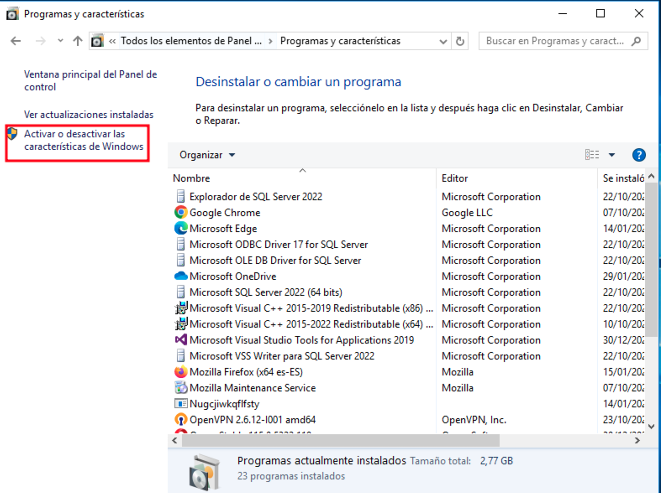 Programas y características
« Todos los elementos de Panel ... > Programas y características
Buscar en Programas y caract...
Ventana principal del Panel de
control
Ver actualizaciones instaladas
Activar o desactivar las
características de Windows
Desinstalar o cambiar un programa
Para desinstalar un programa, selecciónelo en la lista y después haga clic en Desinstalar, Cambiar
o Reparar.
Organizar
Nombre Editor Se instaló
Explorador de SQL Server 2022 Microsoft Corporation 22/10/202
Google Chrome Google LLC 07/10/202
Microsoft Edge Microsoft Corporation 14/01/202
Microsoft ODBC Driver 17 for SQL Server Microsoft Corporation 22/10/202
Microsoft OLE DB Driver for SQL Server Microsoft Corporation 22/10/202
Microsoft OneDrive Microsoft Corporation 29/01/202
Microsoft SQL Server 2022 (64 bits) Microsoft Corporation 22/10/202
Microsoft Visual C++ 2015-2019 Redistributable (x86) ... Microsoft Corporation 22/10/202
Microsoft Visual C++ 2015-2022 Redistributable (x64) ... Microsoft Corporation 10/10/202
Microsoft Visual Studio Tools for Applications 2019 Microsoft Corporation 30/12/202
Microsoft VSS Writer para SQL Server 2022 Microsoft Corporation 22/10/202
Mozilla Firefox (x64 es-ES) Mozilla 15/01/202
Mozilla Maintenance Service Mozilla 07/10/202
Nugcjiwkqflfsty 14/01/202
OpenVPN 2.6.12-I001 amd64 OpenVPN, Inc. 23/10/202
Programas actualmente instalados Tamaño total: 2,77 GB
23 programas instalados